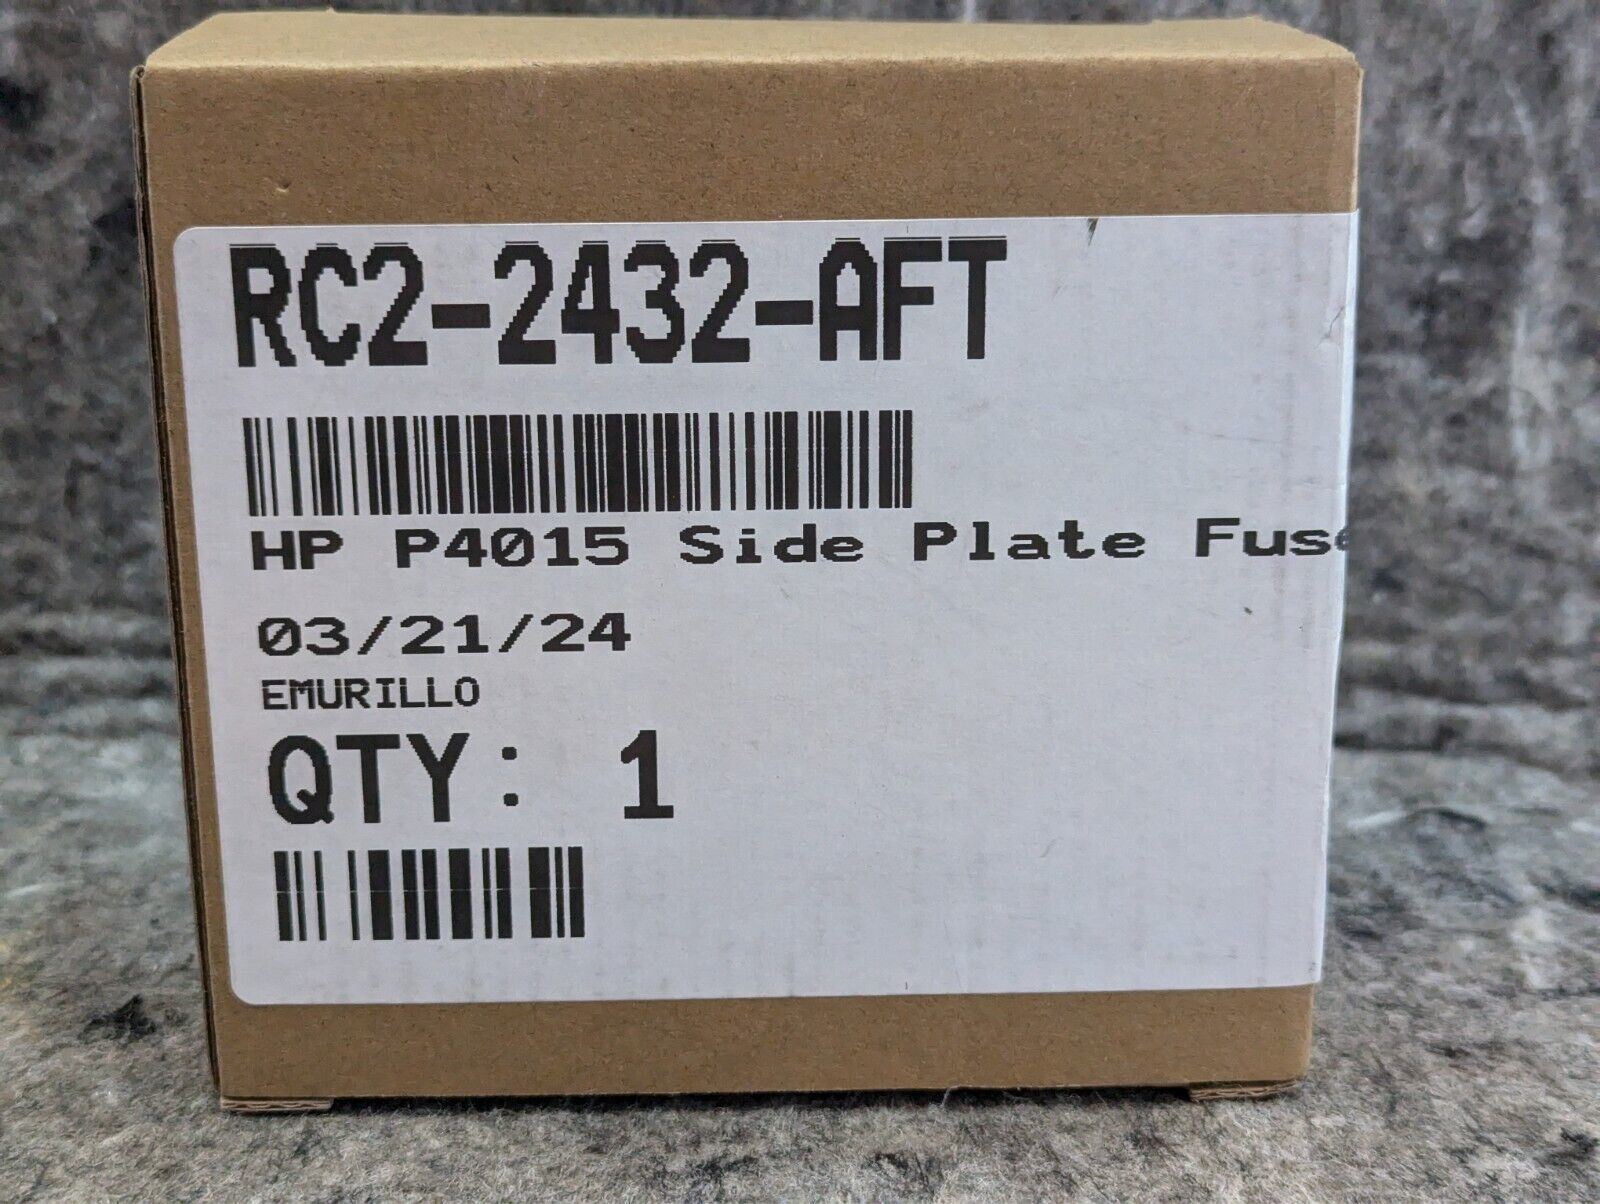 RC2-2432-AFT
HP P4015 Side Plate Fuse
03/21/24
EMURILLO
QTY: 1